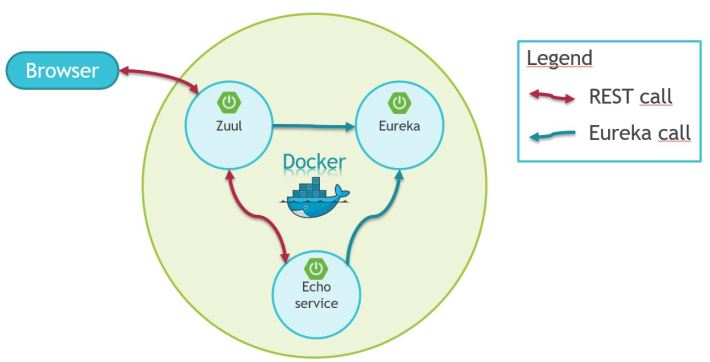 Browser
Zuul
Eureka
Docker
Echo
service
Legend
REST call
Eureka call